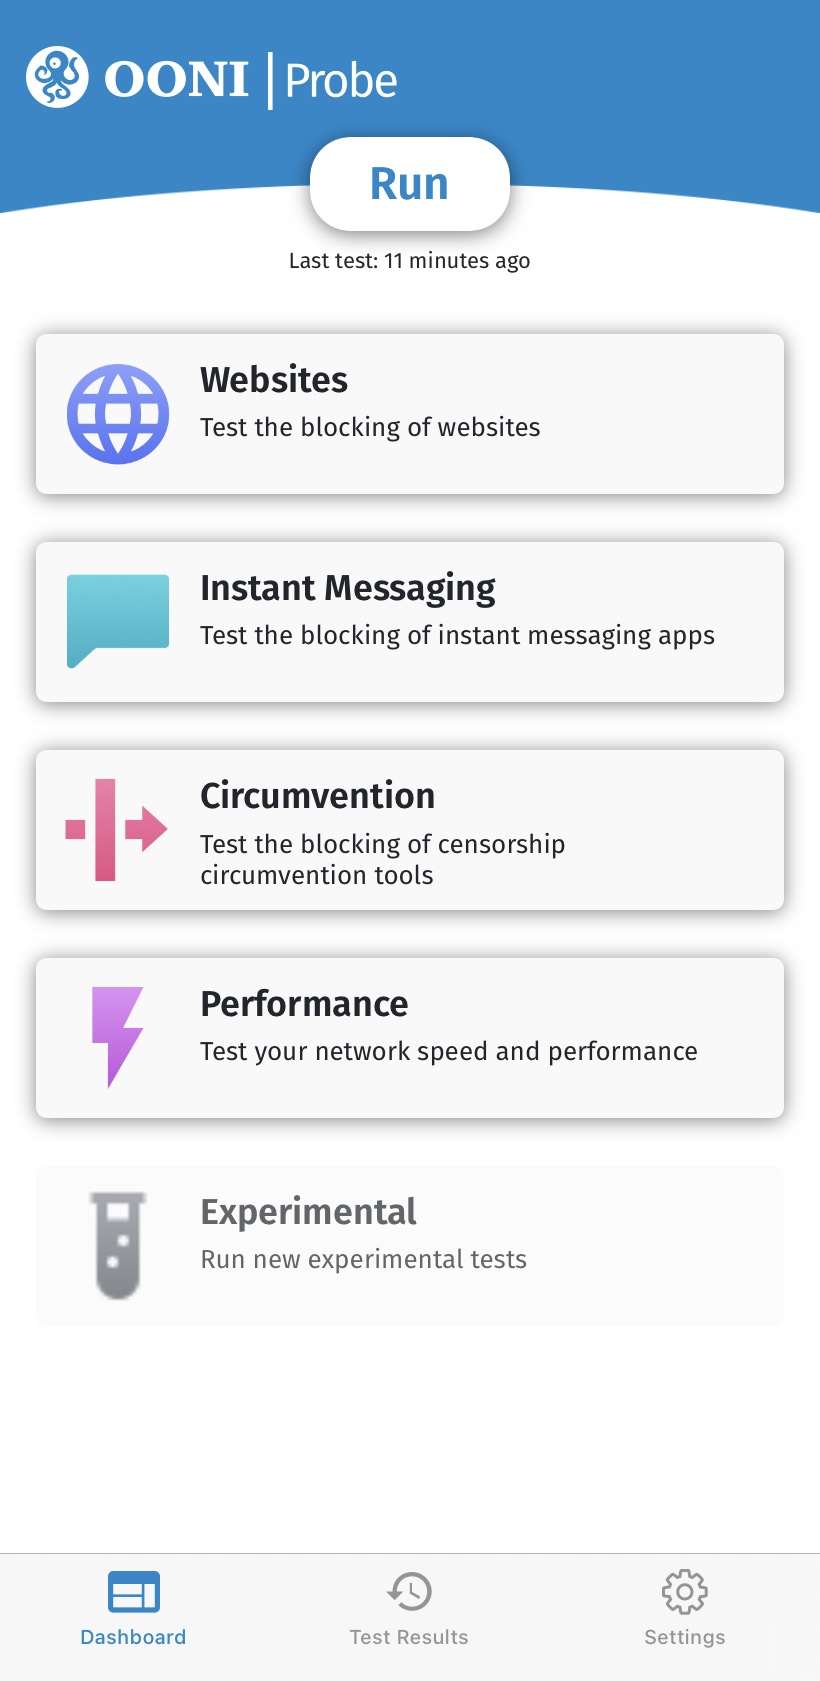 OONI | Probe
Run
Last test: 11 minutes ago
Websites
Test the blocking of websites
Instant Messaging
Test the blocking of instant messaging apps
Circumvention
Test the blocking of censorship
circumvention tools
Performance
Test your network speed and performance
Experimental
Run new experimental tests
Dashboard
Test Results
Settings